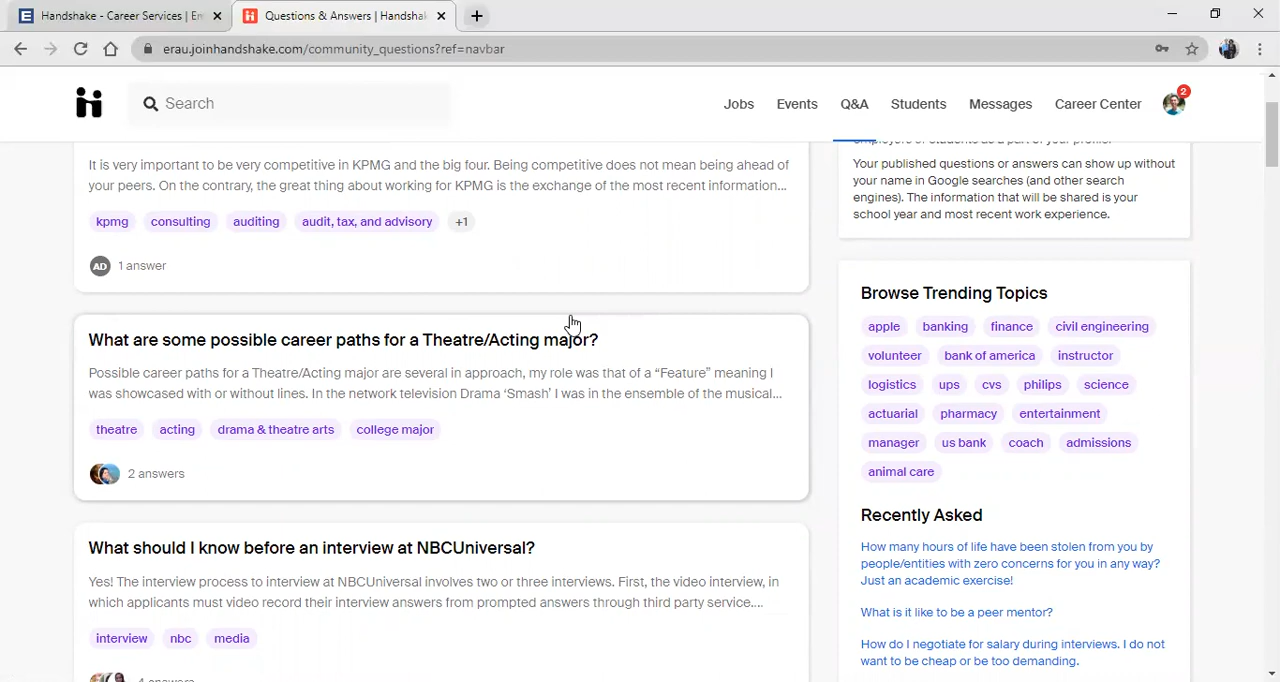 Handshake - Career Services | Em
Questions & Answers | Handshak
erau.joinhandshake.com/community_questions?ref=navbar
Search
Jobs
Events
Q&A
Students
Messages
Career Center
2
It is very important to be very competitive in KPMG and the big four. Being competitive does not mean being ahead of
your peers. On the contrary, the great thing about working for KPMG is the exchange of the most recent information...
kpmg
consulting
auditing
audit, tax, and advisory
+1
AD
1 answer
What are some possible career paths for a Theatre/Acting major?
Possible career paths for a Theatre/Acting major are several in approach, my role was that of a “Feature” meaning I
was showcased with or without lines. In the network television Drama ‘Smash’ I was in the ensemble of the musical...
theatre
acting
drama & theatre arts
college major
2 answers
What should I know before an interview at NBCUniversal?
Yes! The interview process to interview at NBCUniversal involves two or three interviews. First, the video interview, in
which applicants must video record their interview answers from prompted answers through third party service....
interview
nbc
media
4 answers
employers or students as a part of your profile.
Your published questions or answers can show up without
your name in Google searches (and other search
engines). The information that will be shared is your
school year and most recent work experience.
Browse Trending Topics
apple
banking
finance
civil engineering
volunteer
bank of america
instructor
logistics
ups
cvs
philips
science
actuarial
pharmacy
entertainment
manager
us bank
coach
admissions
animal care
Recently Asked
How many hours of life have been stolen from you by
people/entities with zero concerns for you in any way?
Just an academic exercise!
What is it like to be a peer mentor?
How do I negotiate for salary during interviews. I do not
want to be cheap or be too demanding.